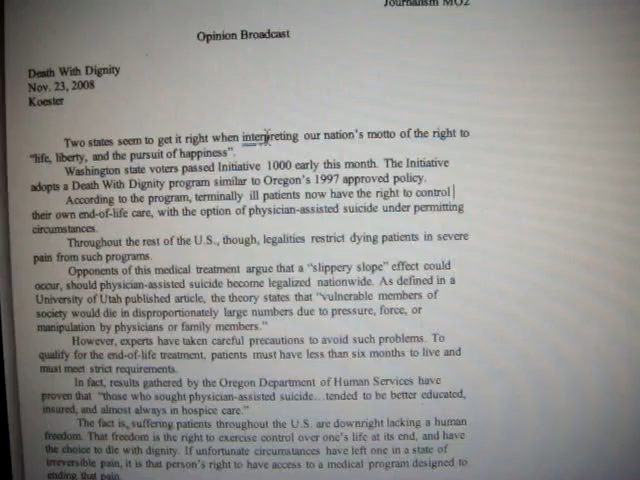 Journalism MO2
Opinion Broadcast
Death With Dignity
Nov. 23, 2008
Koester
Two states seem to get it right when interpreting our nation's motto of the right to
"life, liberty, and the pursuit of happiness".
Washington state voters passed Initiative 1000 early this month. The Initiative
adopts a Death With Dignity program similar to Oregon's 1997 approved policy.
According to the program, terminally ill patients now have the right to control
their own end-of-life care, with the option of physician-assisted suicide under permitting
circumstances.
Throughout the rest of the U.S., though, legalities restrict dying patients in severe
pain from such programs.
Opponents of this medical treatment argue that a "slippery slope" effect could
occur, should physician-assisted suicide become legalized nationwide. As defined in a
University of Utah published article, the theory states that "vulnerable members of
society would die in disproportionately large numbers due to pressure, force, or
manipulation by physicians or family members."
However, experts have taken careful precautions to avoid such problems. To
qualify for the end-of-life treatment, patients must have less than six months to live and
must meet strict requirements.
In fact, results gathered by the Oregon Department of Human Services have
proven that "those who sought physician-assisted suicide…tended to be better educated,
insured, and almost always in hospice care."
The fact is, suffering patients throughout the U.S. are downright lacking a human
freedom. That freedom is the right to exercise control over one's life at its end, and have
the choice to die with dignity. If unfortunate circumstances have left one in a state of
irreversible pain, it is that person's right to have access to a medical program designed to
ending that pain.